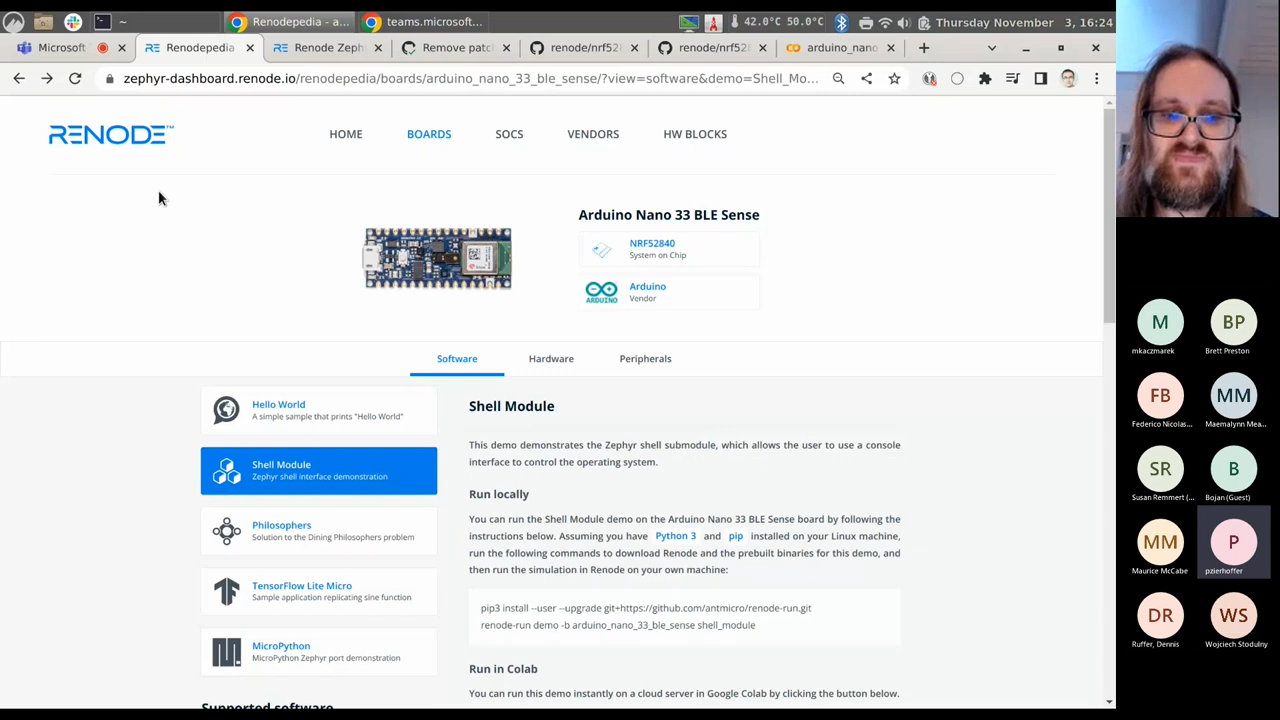 Renodepedia - a...
teams.microsoft...
42.0°C 50.0°C
Thursday November 3, 16:24
Microsoft
Renodepedia
Renode Zeph
Remove patc
renode/nrf528
renode/nrf528
arduino_nano
zephyr-dashboard.renode.io/renodepedia/boards/arduino_nano_33_ble_sense/?view=software&demo=Shell_Mo...
RENODE™
HOME
BOARDS
SOCS
VENDORS
HW BLOCKS
Arduino Nano 33 BLE Sense
NRF52840
System on Chip
ARDUINO
Arduino
Vendor
Software
Hardware
Peripherals
Hello World
A simple sample that prints "Hello World"
Shell Module
Zephyr shell interface demonstration
Philosophers
Solution to the Dining Philosophers problem
TensorFlow Lite Micro
Sample application replicating sine function
MicroPython
MicroPython Zephyr port demonstration
Supported software
Shell Module
This demo demonstrates the Zephyr shell submodule, which allows the user to use a console
interface to control the operating system.
Run locally
You can run the Shell Module demo on the Arduino Nano 33 BLE Sense board by following the
instructions below. Assuming you have Python 3 and pip installed on your Linux machine,
run the following commands to download Renode and the prebuilt binaries for this demo, and
then run the simulation in Renode on your own machine:
pip3 install --user --upgrade git+https://github.com/antmicro/renode-run.git
renode-run demo -b arduino_nano_33_ble_sense shell_module
Run in Colab
You can run this demo instantly on a cloud server in Google Colab by clicking the button below.
M
mkaczmarek
BP
Brett Preston
FB
Federico Nicolas...
MM
Maemalynn Mea...
SR
Susan Remmert (...
B
Bojan (Guest)
MM
Maurice McCabe
P
pzierhoffer
DR
Ruffer, Dennis
WS
Wojciech Stodulny